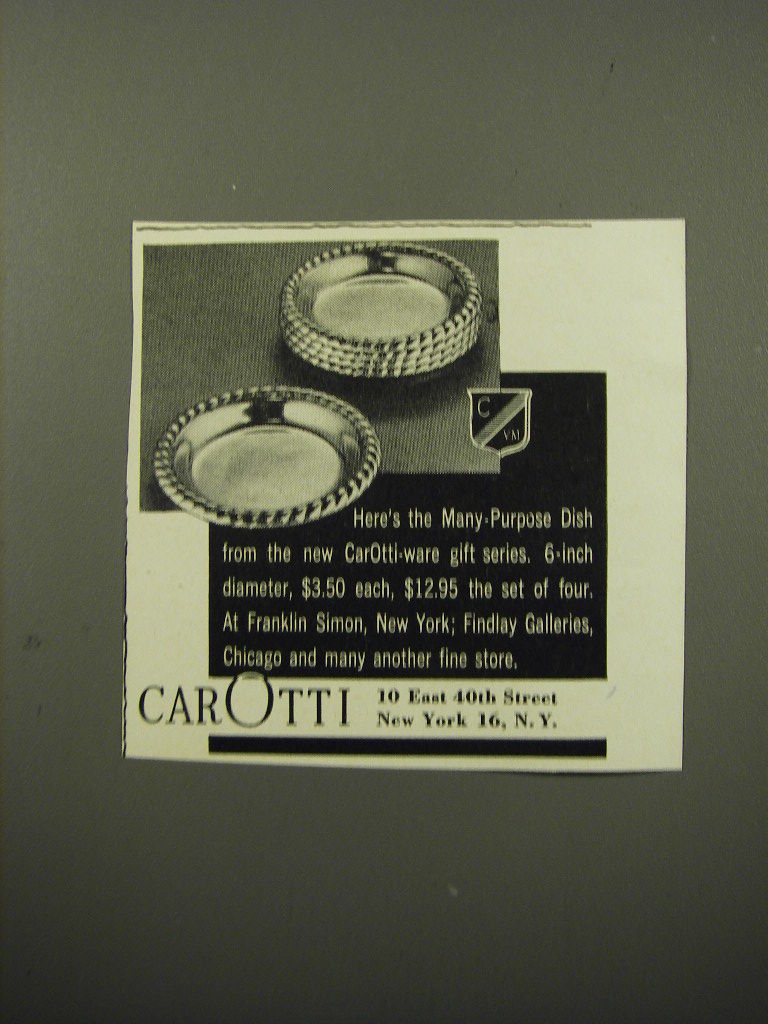 C
VM
Here's the Many-Purpose Dish
from the new CarOtti-ware gift series. 6-inch
diameter, $3.50 each, $12.95 the set of four.
At Franklin Simon, New York; Findlay Galleries,
Chicago and many another fine store.
CAROTTI
10 East 40th Street
New York 16, N.Y.